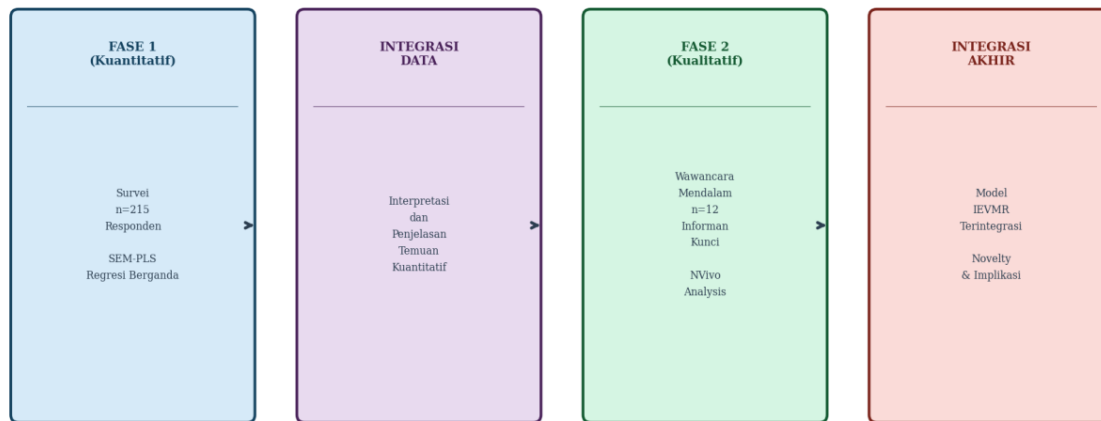 FASE 1
(Kuantitatif)
Survei
n=215
Responden
SEM-PLS
Regresi Berganda
INTEGRASI
DATA
Interpretasi
dan
Penjelasan
Temuan
Kuantitatif
FASE 2
(Kualitatif)
Wawancara
Mendalam
n=12
Informan
Kunci
NVivo
Analysis
INTEGRASI
AKHIR
Model
IEVMR
Terintegrasi
Novelty
& Implikasi